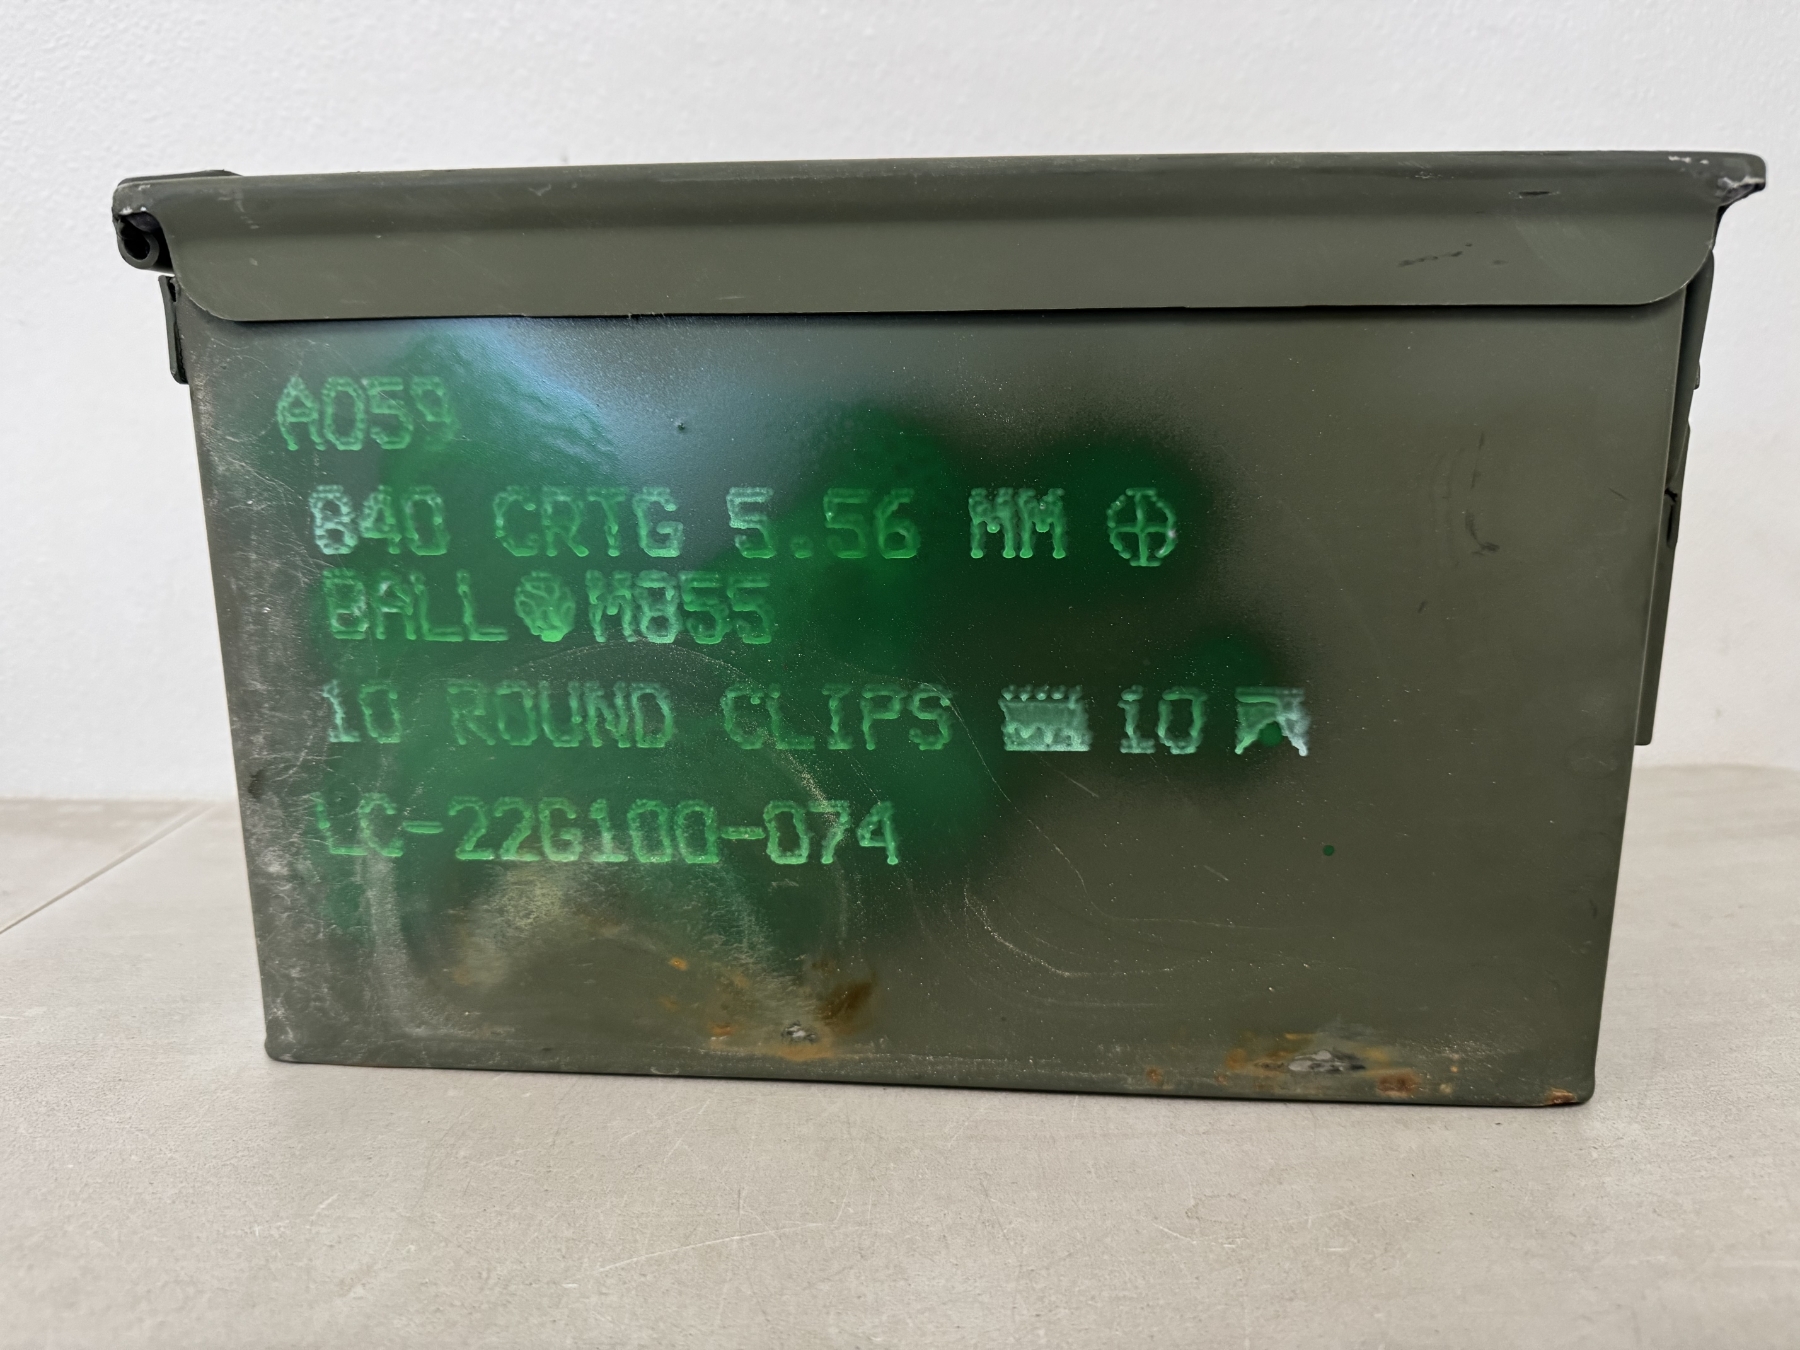 A059
840 CRTG 5.56 MM ⊕
BALL M855
10 ROUND CLIPS 10
LC-22G100-074